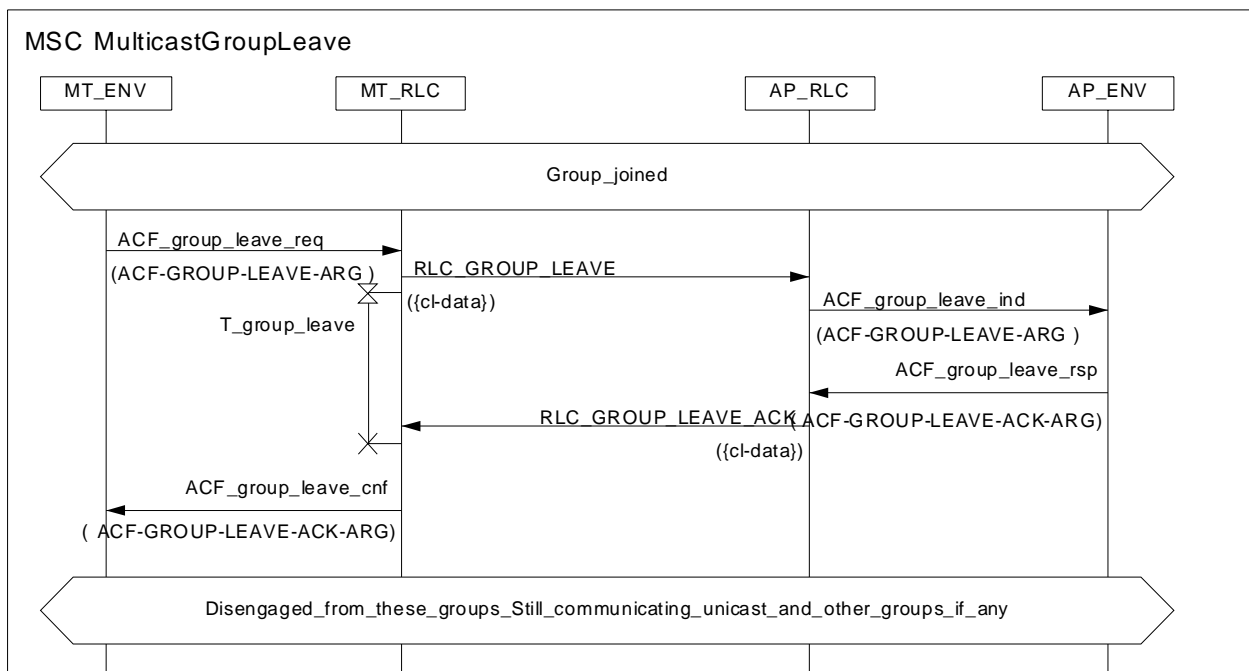 MSC MulticastGroupLeave
MT_ENV
MT_RLC
AP_RLC
AP_ENV
Group_joined
ACF_group_leave_req
(ACF-GROUP-LEAVE-ARG )
RLC_GROUP_LEAVE
({cl-data})
T_group_leave
ACF_group_leave_ind
(ACF-GROUP-LEAVE-ARG )
ACF_group_leave_rsp
( ACF-GROUP-LEAVE-ACK-ARG)
RLC_GROUP_LEAVE_ACK
({cl-data})
ACF_group_leave_cnf
( ACF-GROUP-LEAVE-ACK-ARG)
Disengaged_from_these_groups_Still_communicating_unicast_and_other_groups_if_any